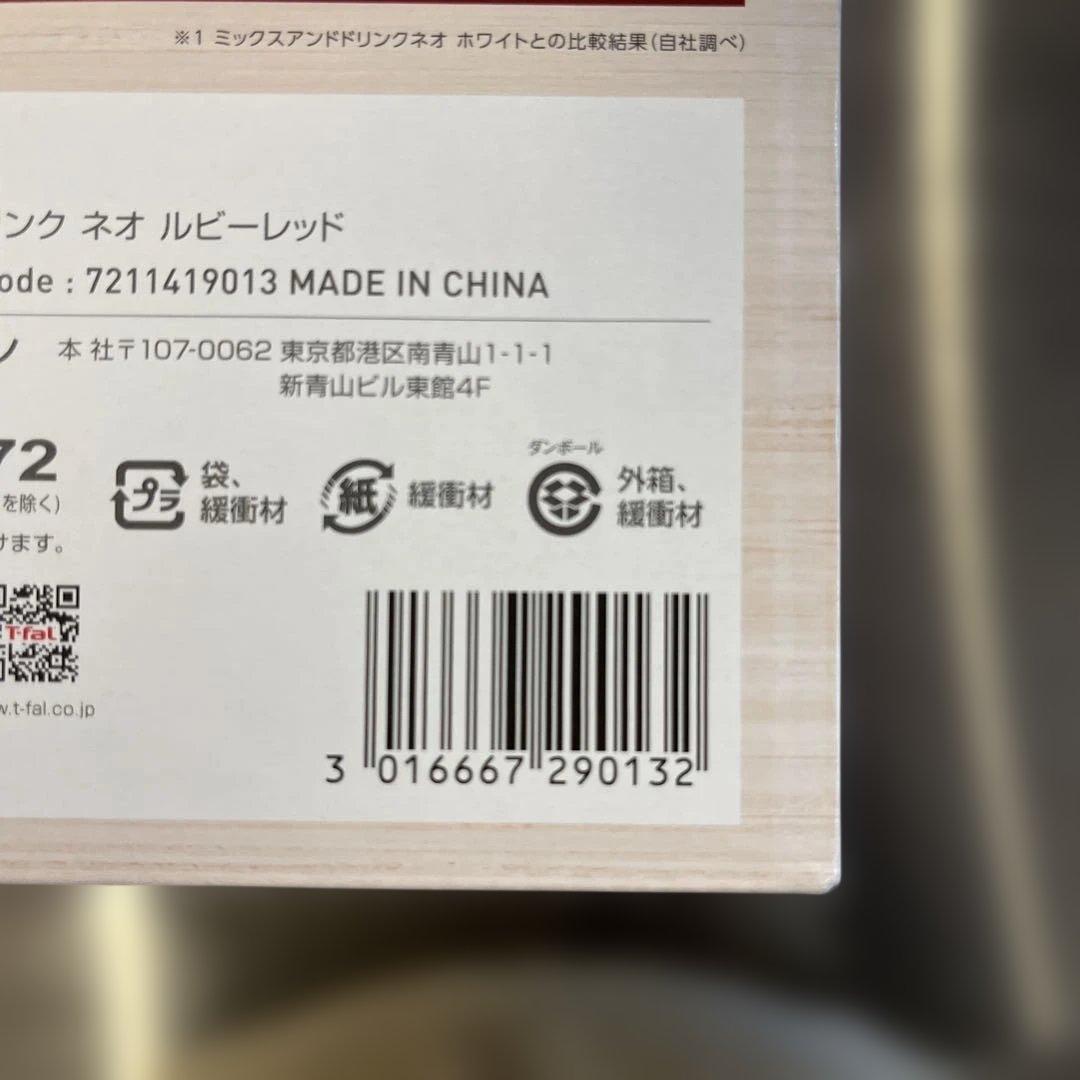 ※1 ミックスアンドドリンクネオ ホワイトとの比較結果(自社調べ)
ンク ネオ ルビーレッド
ode : 7211419013 MADE IN CHINA
ン 本 社〒107-0062 東京都港区南青山1-1-1
新青山ビル東館4F
72
を除く)
けます。
プラ 袋、
緩衝材
紙 緩衝材
ダンボール
外箱、
緩衝材
T-faL
w.t-fal.co.jp
3 016667 290132